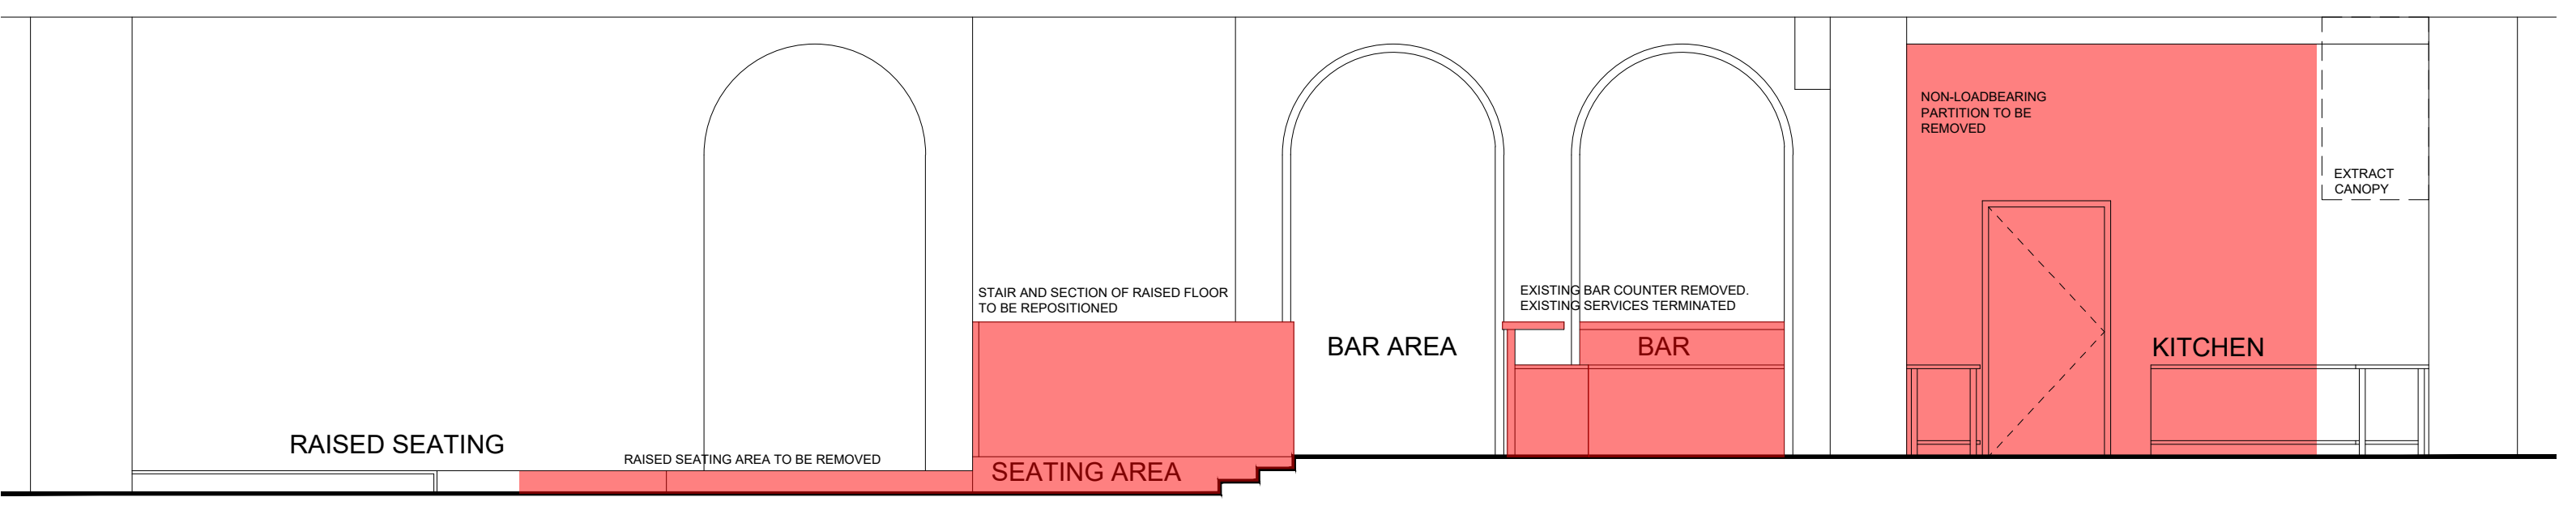 NON-LOADBEARING
PARTITION TO BE
REMOVED
EXTRACT
CANOPY
STAIR AND SECTION OF RAISED FLOOR
TO BE REPOSITIONED
EXISTING BAR COUNTER REMOVED.
EXISTING SERVICES TERMINATED
BAR AREA
BAR
KITCHEN
RAISED SEATING
RAISED SEATING AREA TO BE REMOVED
SEATING AREA